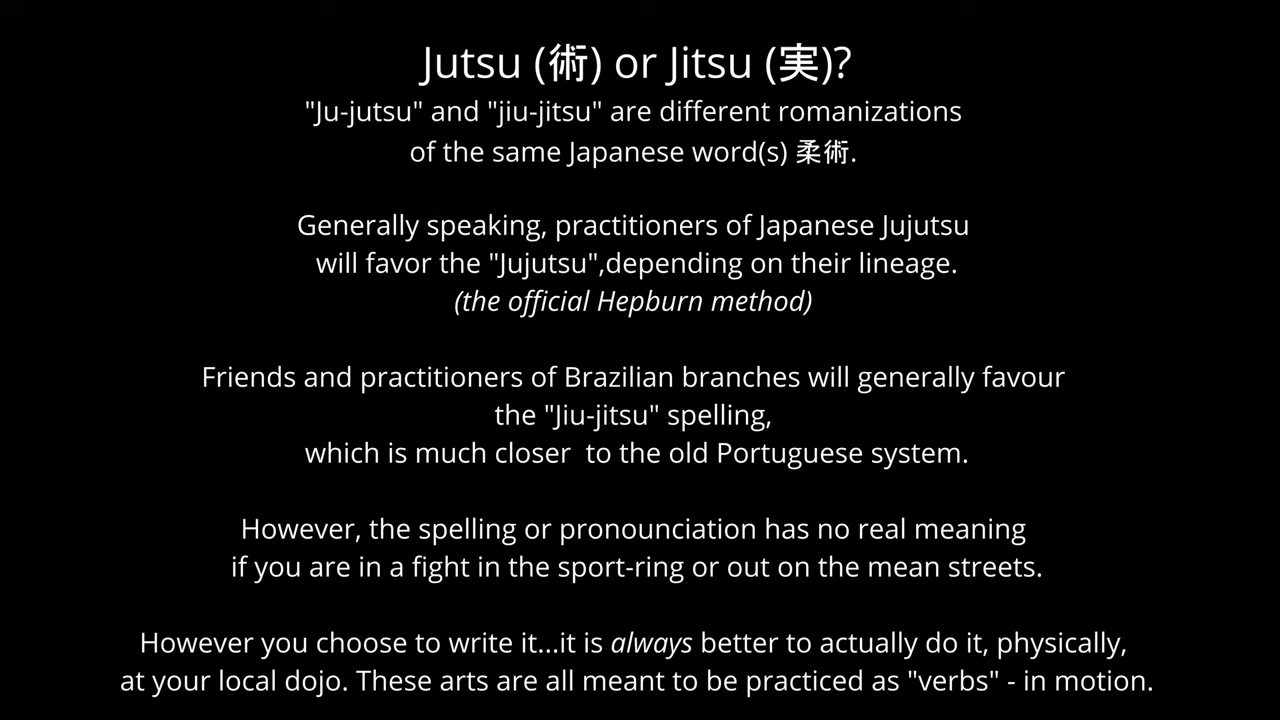 Jutsu (術) or Jitsu (実)?
"Ju-jutsu" and "jiu-jitsu" are different romanizations
of the same Japanese word(s) 柔術.
Generally speaking, practitioners of Japanese Jujutsu
will favor the "Jujutsu",depending on their lineage.
(the official Hepburn method)
Friends and practitioners of Brazilian branches will generally favour
the "Jiu-jitsu" spelling,
which is much closer  to the old Portuguese system.
However, the spelling or pronounciation has no real meaning
if you are in a fight in the sport-ring or out on the mean streets.
However you choose to write it...it is always better to actually do it, physically,
at your local dojo. These arts are all meant to be practiced as "verbs" - in motion.